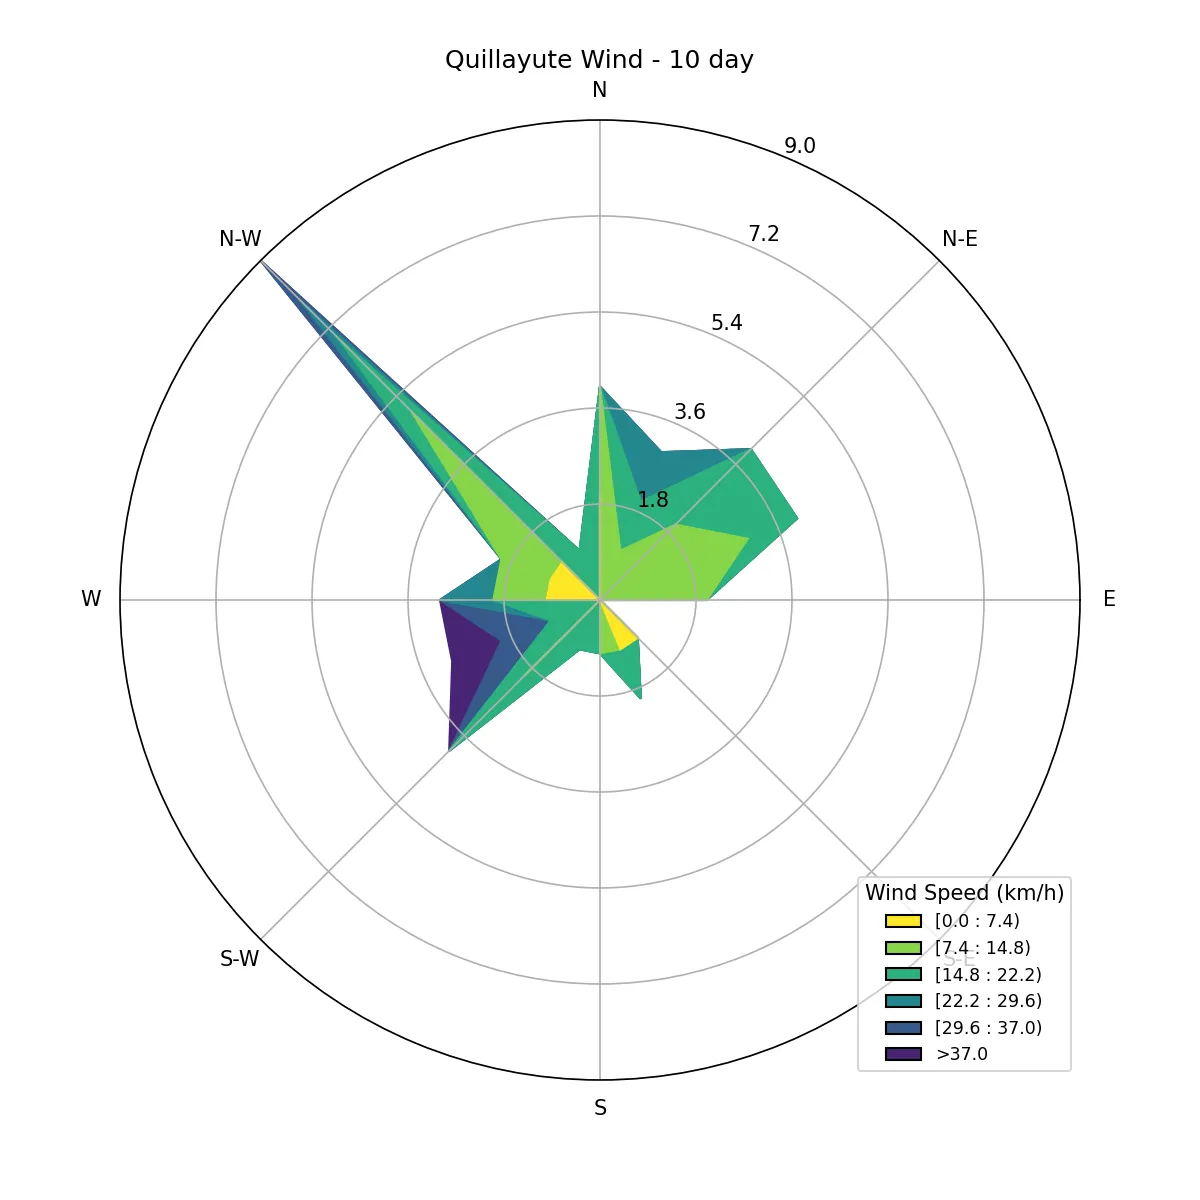 Quillayute Wind - 10 day
N
9.0
N-W
7.2
N-E
5.4
3.6
1.8
W
E
Wind Speed (km/h)
[0.0 : 7.4)
[7.4 : 14.8)
S-W
S-E
[14.8 : 22.2)
[22.2 : 29.6)
[29.6 : 37.0)
>37.0
S